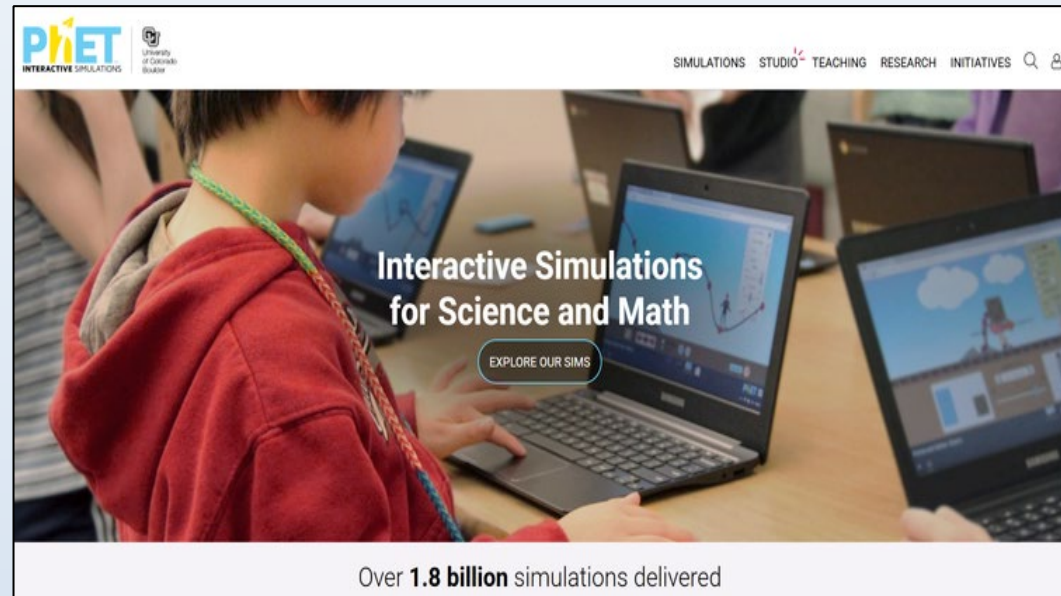 PhET
INTERACTIVE SIMULATIONS
University
of Colorado
Boulder
SIMULATIONS STUDIO TEACHING RESEARCH INITIATIVES
Interactive Simulations
for Science and Math
EXPLORE OUR SIMS
Over 1.8 billion simulations delivered